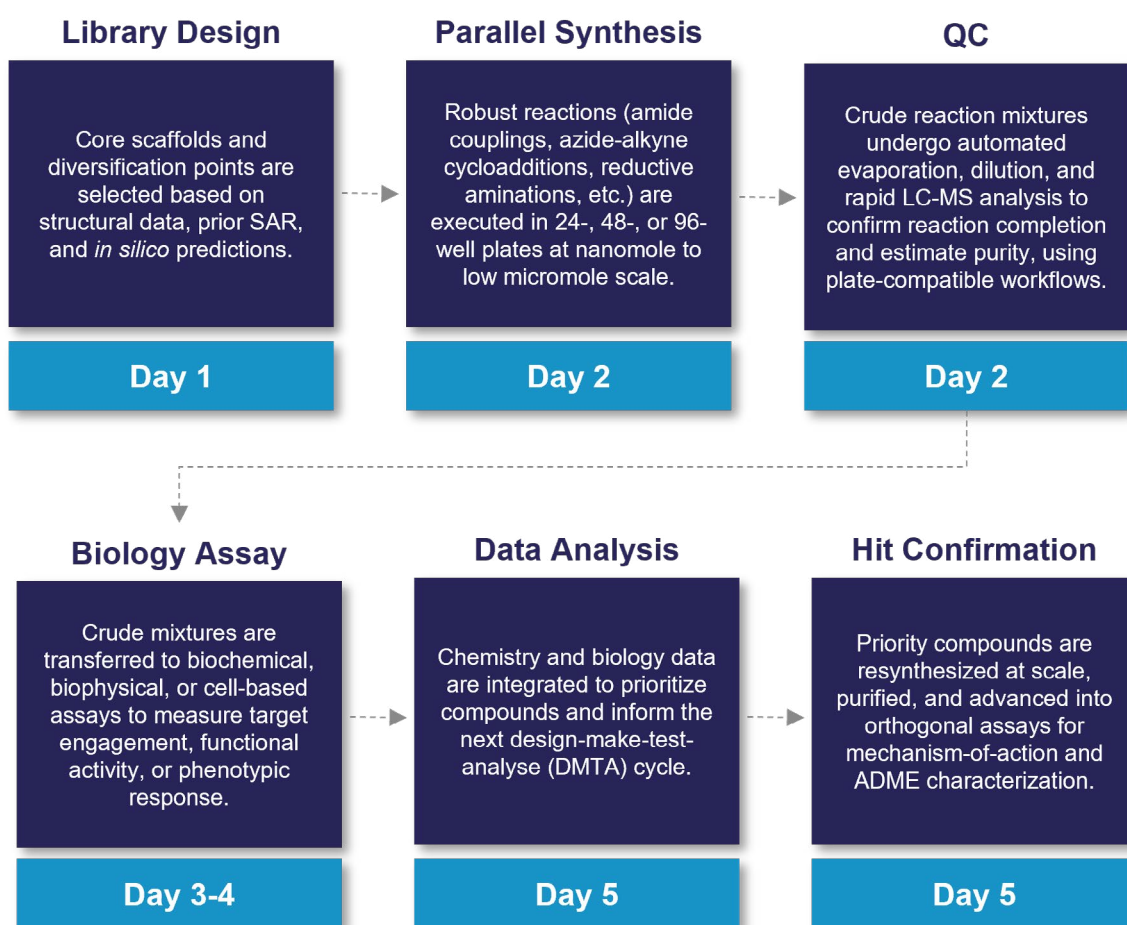 Library Design
Core scaffolds and
diversification points are
selected based on
structural data, prior SAR,
and in silico predictions.
Day 1
Parallel Synthesis
Robust reactions (amide
couplings, azide-alkyne
cycloadditions, reductive
aminations, etc.) are
executed in 24-, 48-, or 96-
well plates at nanomole to
low micromole scale.
Day 2
QC
Crude reaction mixtures
undergo automated
evaporation, dilution, and
rapid LC-MS analysis to
confirm reaction completion
and estimate purity, using
plate-compatible workflows.
Day 2
Biology Assay
Crude mixtures are
transferred to biochemical,
biophysical, or cell-based
assays to measure target
engagement, functional
activity, or phenotypic
response.
Day 3-4
Data Analysis
Chemistry and biology data
are integrated to prioritize
compounds and inform the
next design-make-test-
analyse (DMTA) cycle.
Day 5
Hit Confirmation
Priority compounds are
resynthesized at scale,
purified, and advanced into
orthogonal assays for
mechanism-of-action and
ADME characterization.
Day 5